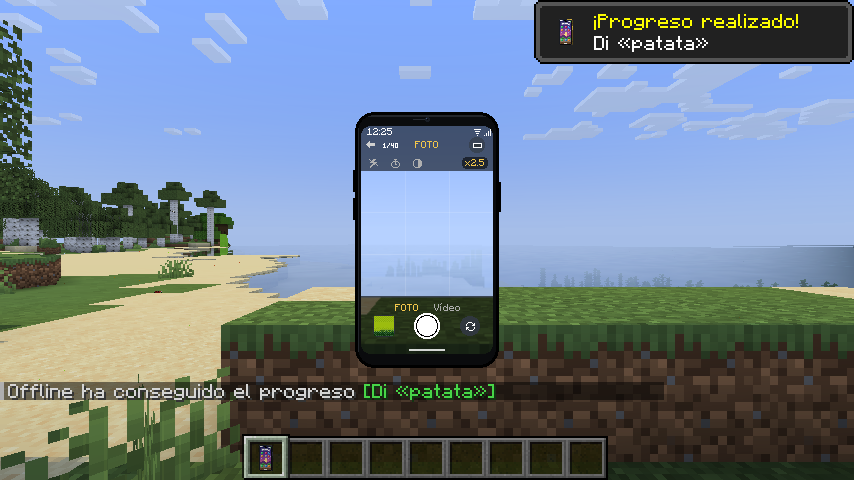 ¡Progreso realizado!
Di «patata»
12:25
1/40 FOTO
x2.5
FOTO Vídeo
Offline ha conseguido el progreso [Di «patata»]